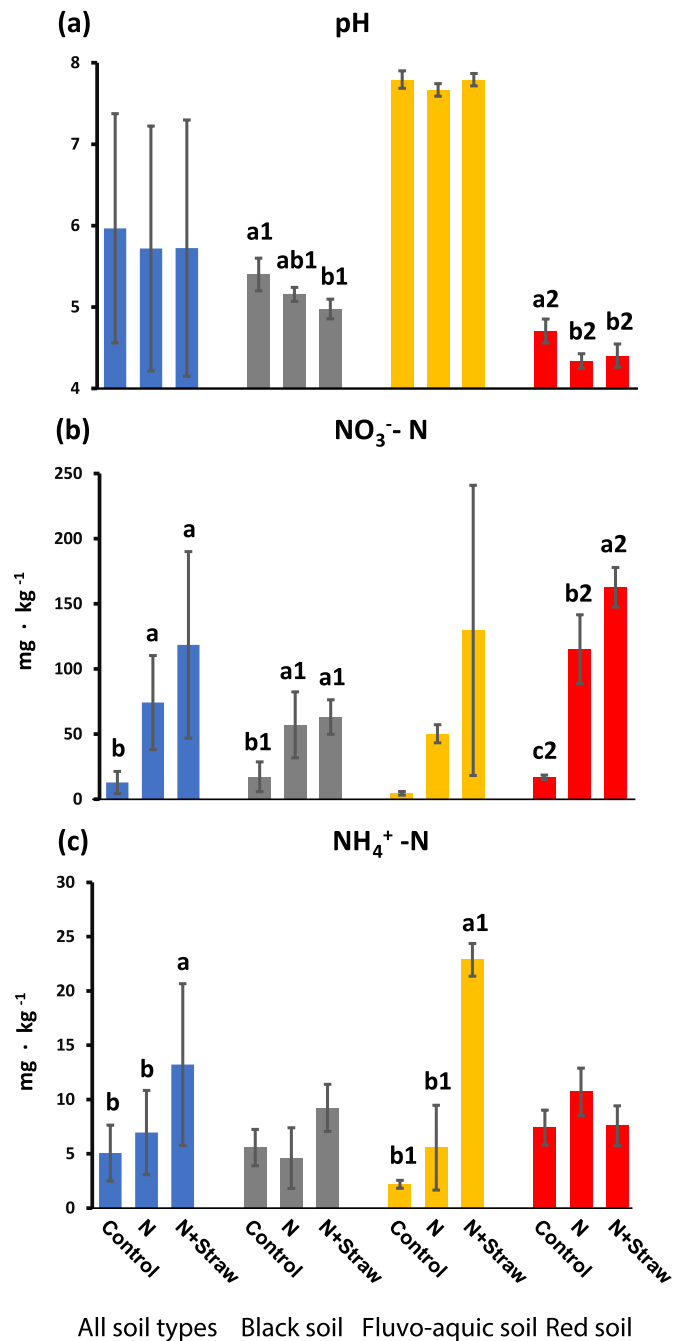 (a) pH
8
7
6
5
4
a1 ab1 b1
a2 b2 b2
(b) NO₃⁻- N
mg · kg ⁻¹
250
200
150
100
50
0
b a a
b1 a1 a1
c2 b2 a2
(c) NH₄⁺ -N
mg · kg ⁻¹
30
25
20
15
10
5
0
b b a
b1 b1 a1
Control N N+Straw Control N N+Straw Control N N+Straw Control N N+Straw
All soil types Black soil Fluvo-aquic soil Red soil